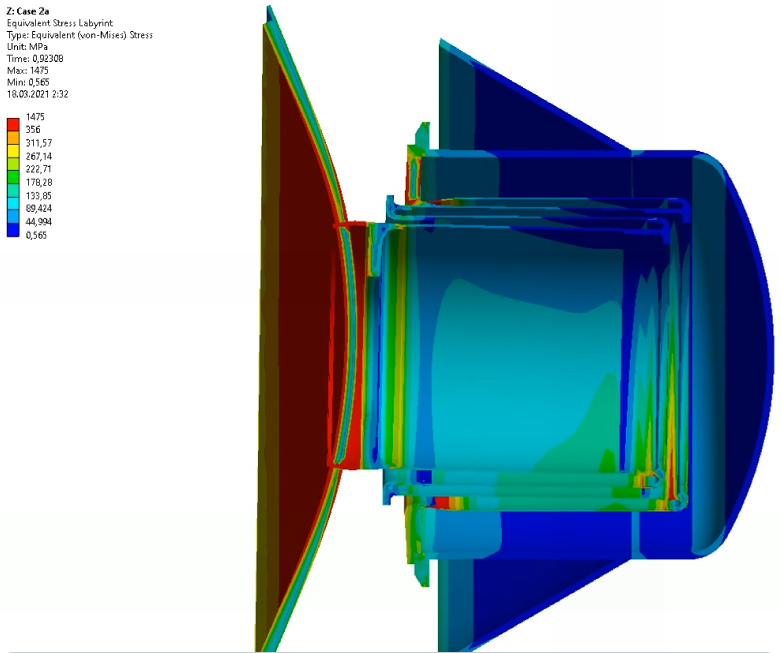 Z: Case 2a
Equivalent Stress Labyrint
Type: Equivalent (von-Mises) Stress
Unit: MPa
Time: 0,92308
Max: 1475
Min: 0,565
18.03.2021 2:32
1475
356
311,57
267,14
222,71
178,28
133,85
89,424
44,994
0,565